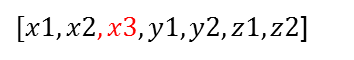 [x1, x2, x3, y1, y2, z1, z2]